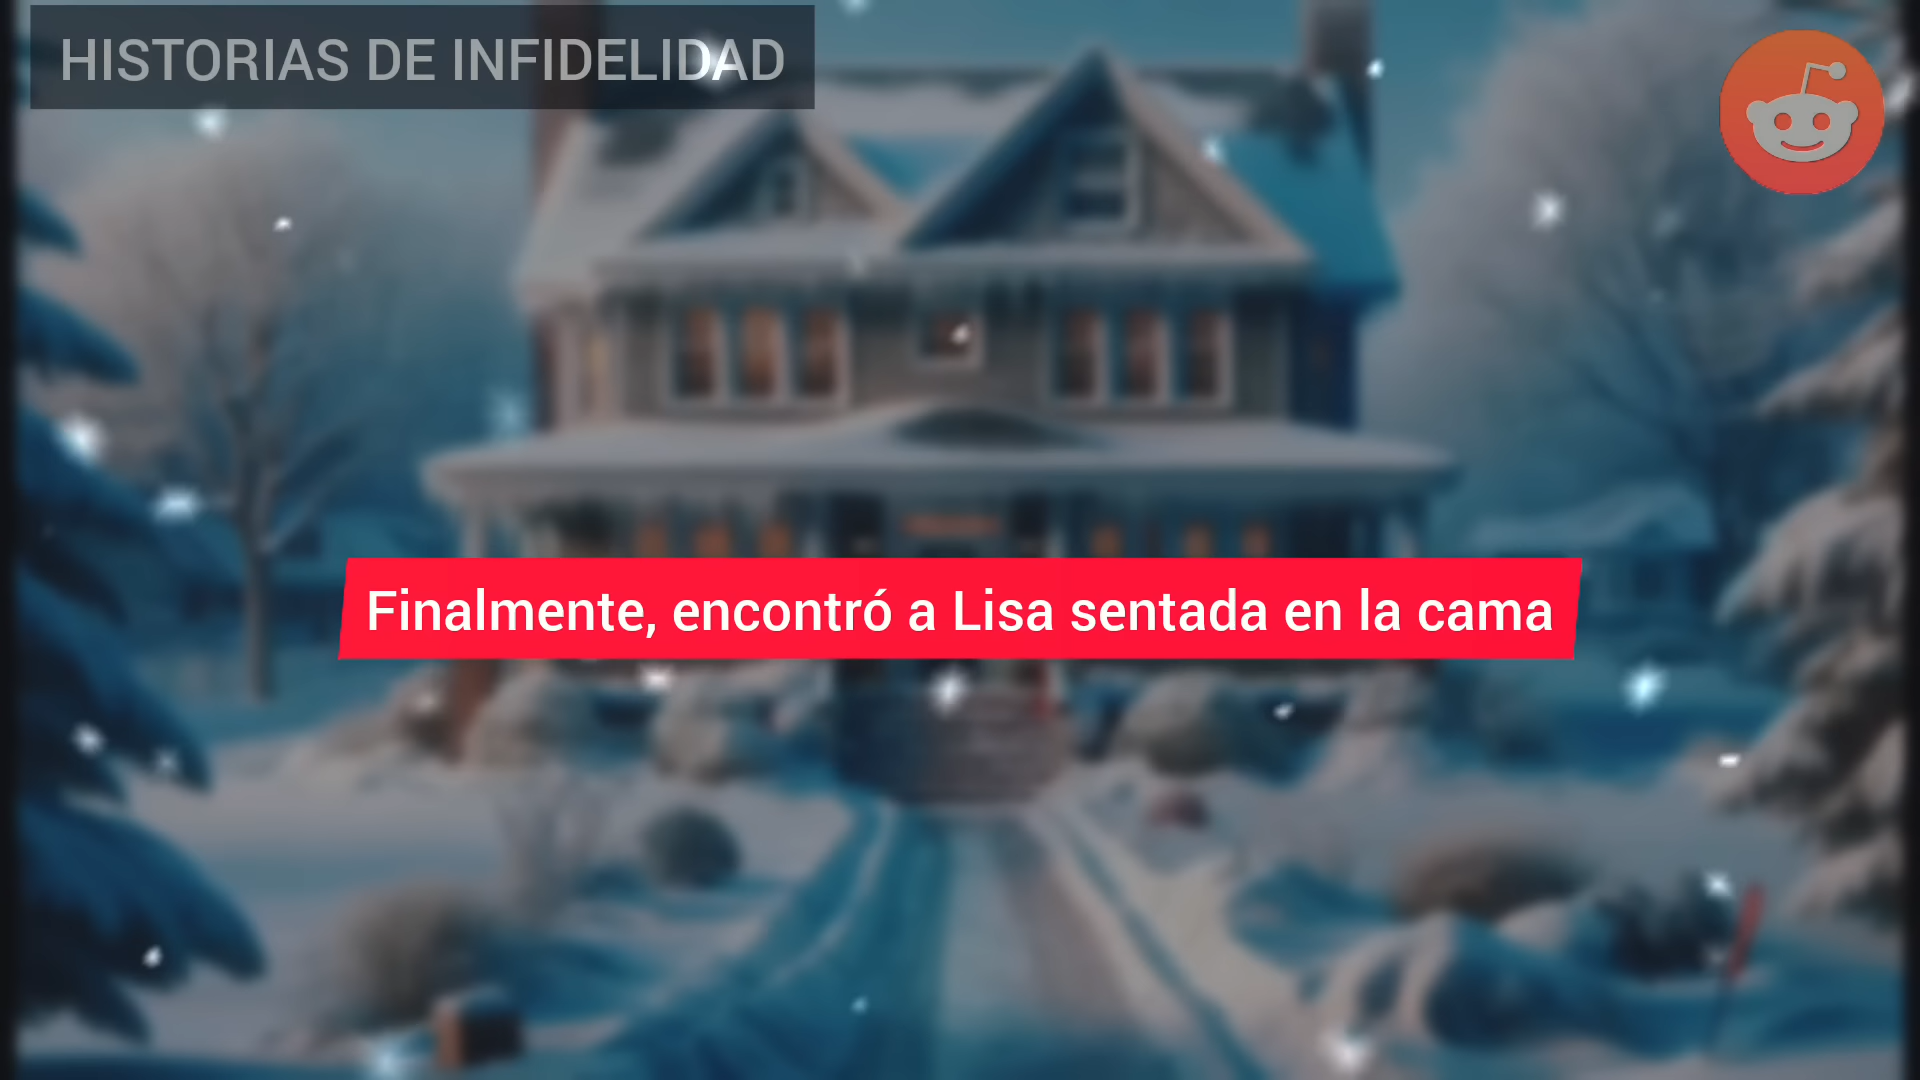 HISTORIAS DE INFIDELIDAD
Finalmente, encontró a Lisa sentada en la cama